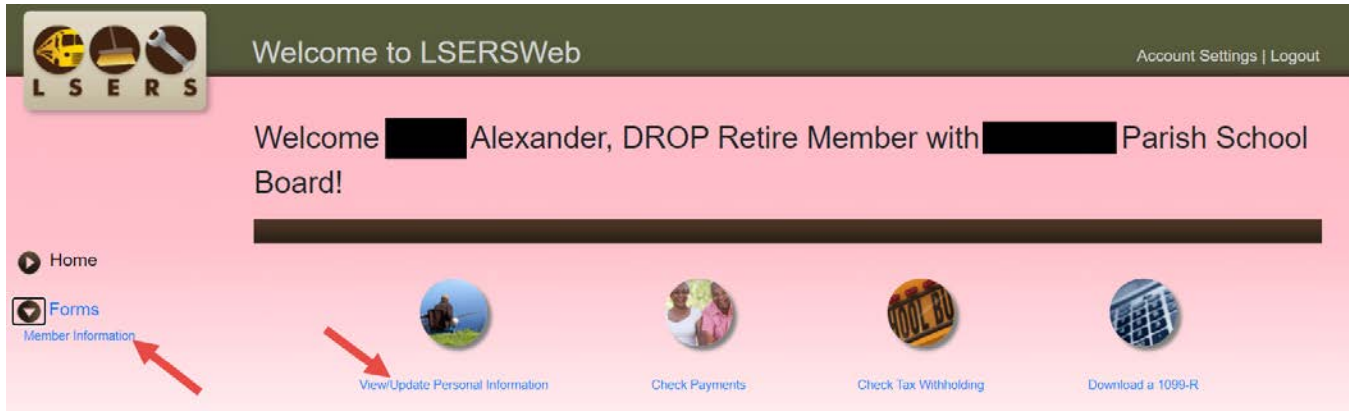 L S E R S
Welcome to LSERSWeb
Account Settings | Logout
Welcome Alexander, DROP Retire Member with Parish School
Board!
Home
Forms
Member Information
View/Update Personal Information
Check Payments
Check Tax Withholding
Download a 1099-R